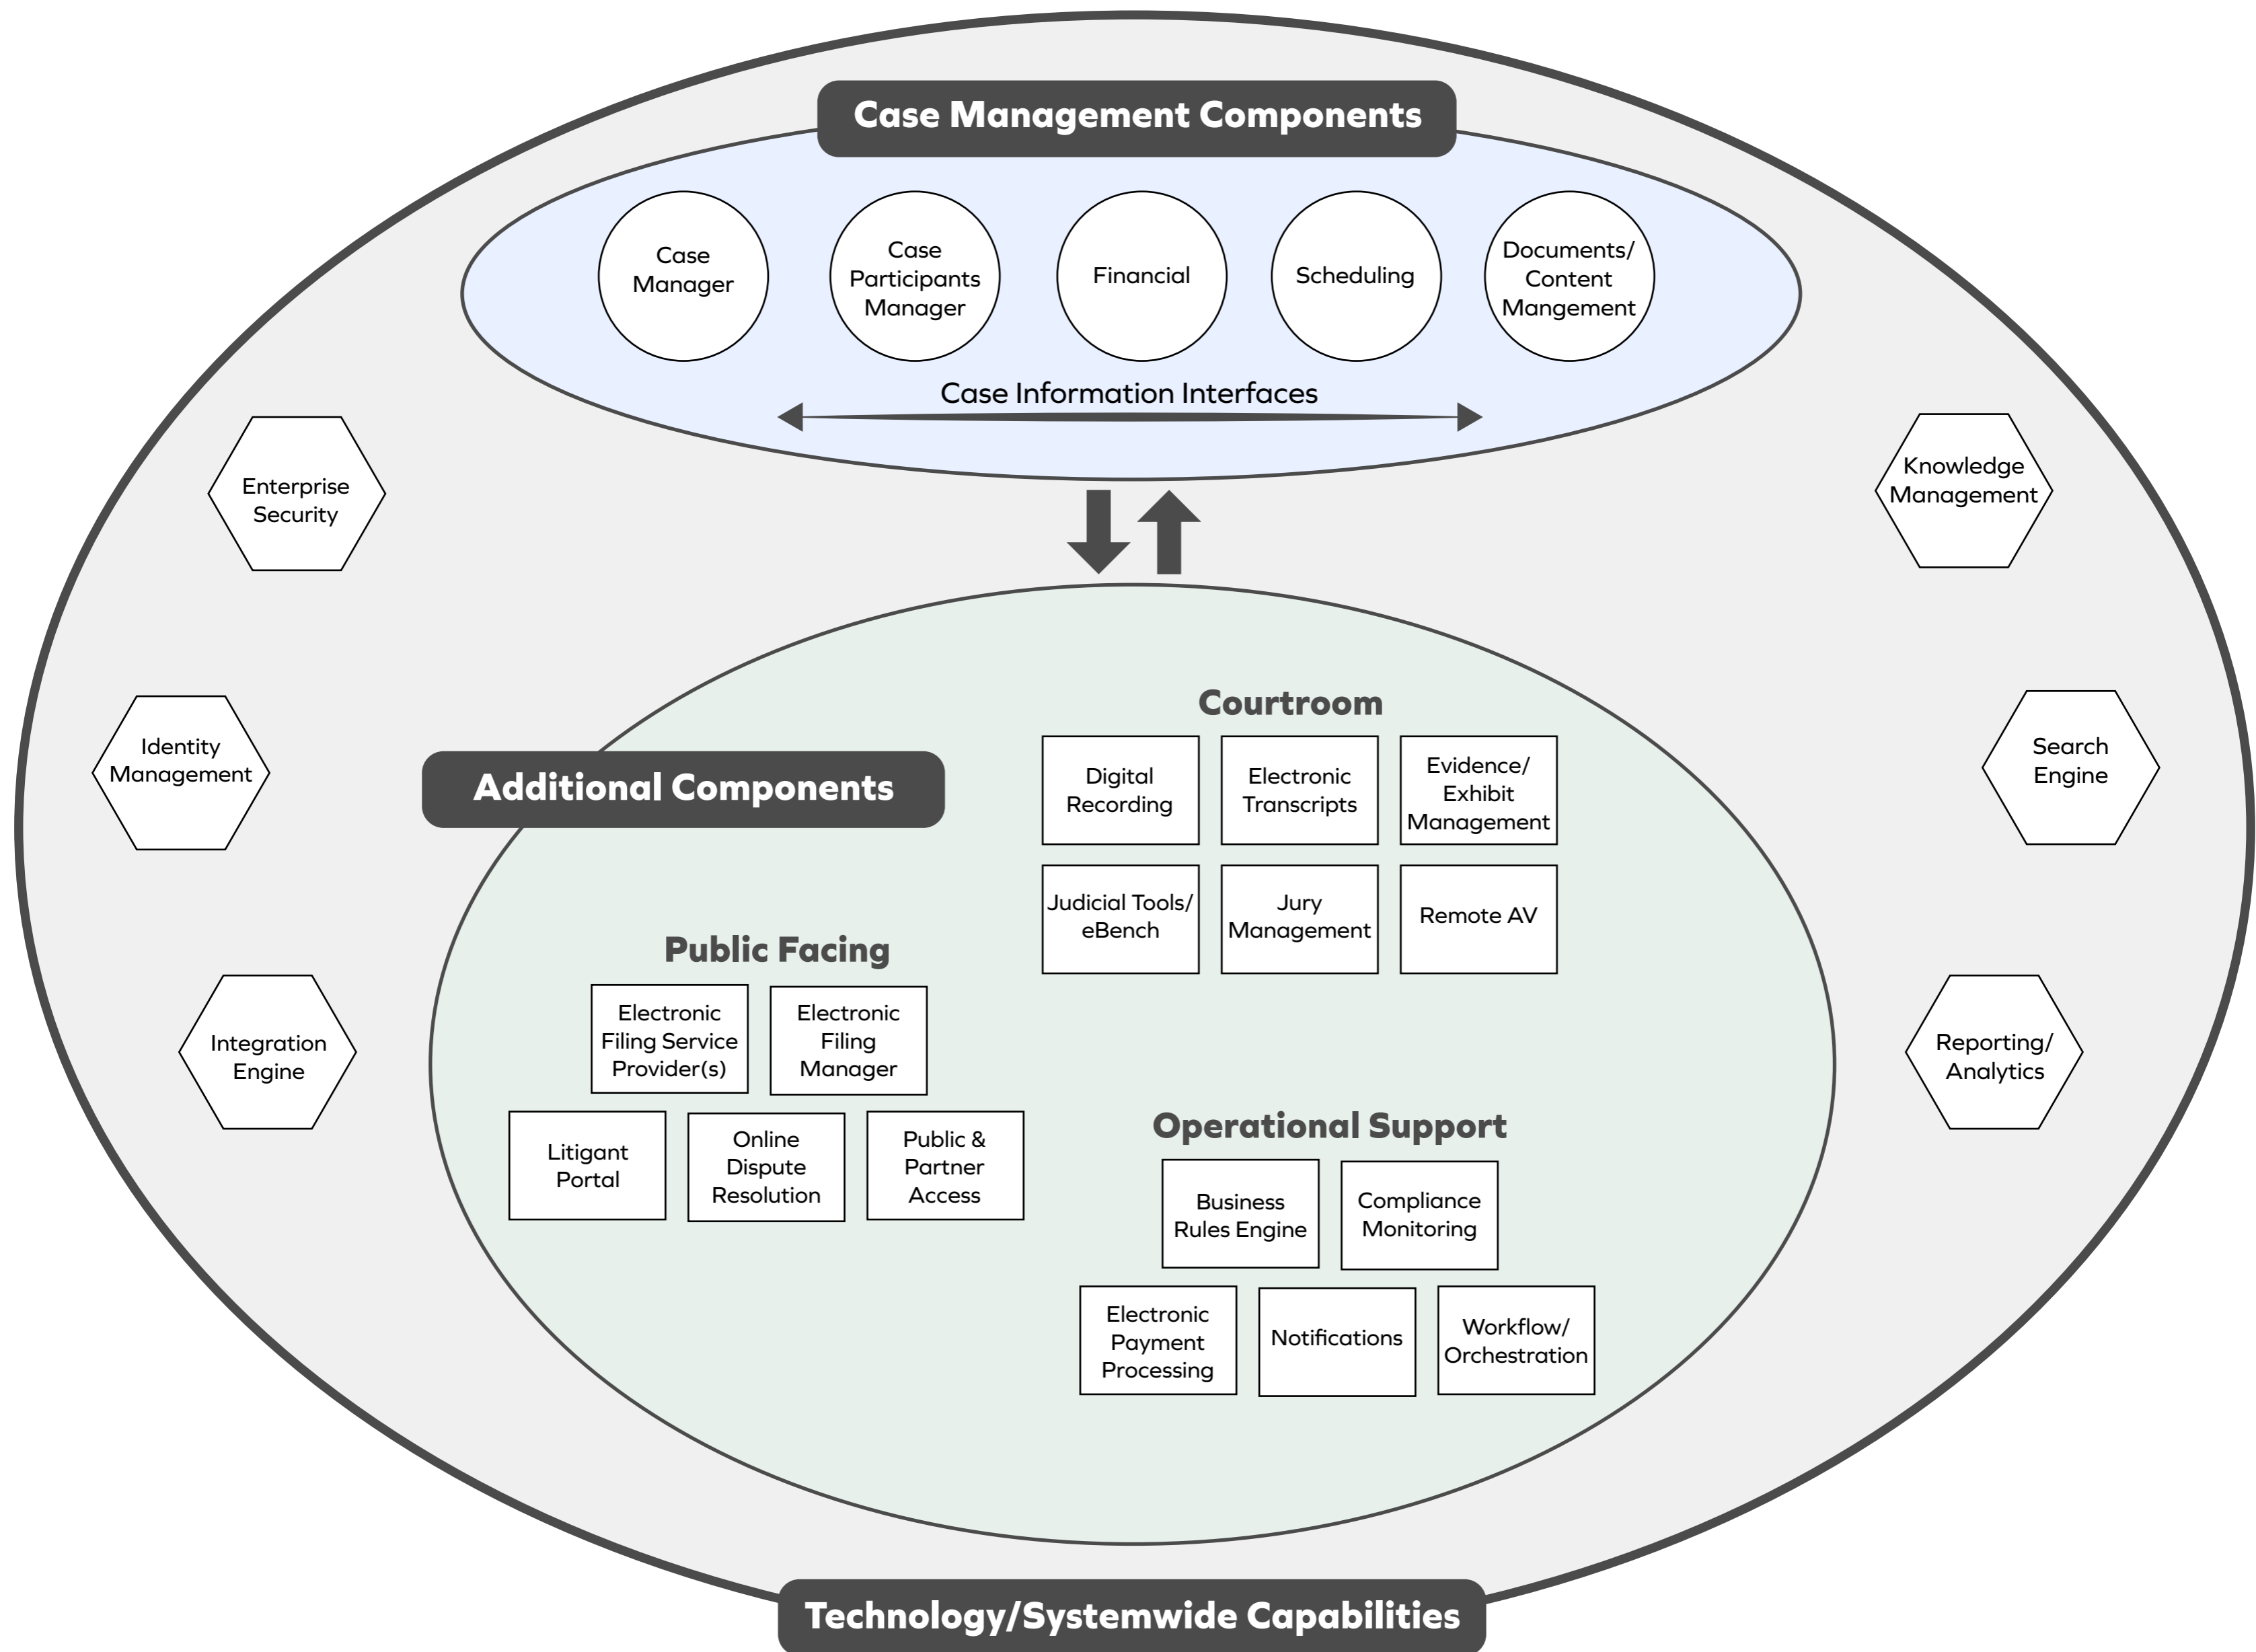 Case Management Components
Case
Manager
Case
Participants
Manager
Financial
Scheduling
Documents/
Content
Mangement
Case Information Interfaces
Enterprise
Security
Knowledge
Management
Identity
Management
Search
Engine
Integration
Engine
Reporting/
Analytics
Additional Components
Courtroom
Digital
Recording
Electronic
Transcripts
Evidence/
Exhibit
Management
Judicial Tools/
eBench
Jury
Management
Remote AV
Public Facing
Electronic
Filing Service
Provider(s)
Electronic
Filing
Manager
Litigant
Portal
Online
Dispute
Resolution
Public &
Partner
Access
Operational Support
Business
Rules Engine
Compliance
Monitoring
Electronic
Payment
Processing
Notifications
Workflow/
Orchestration
Technology/Systemwide Capabilities